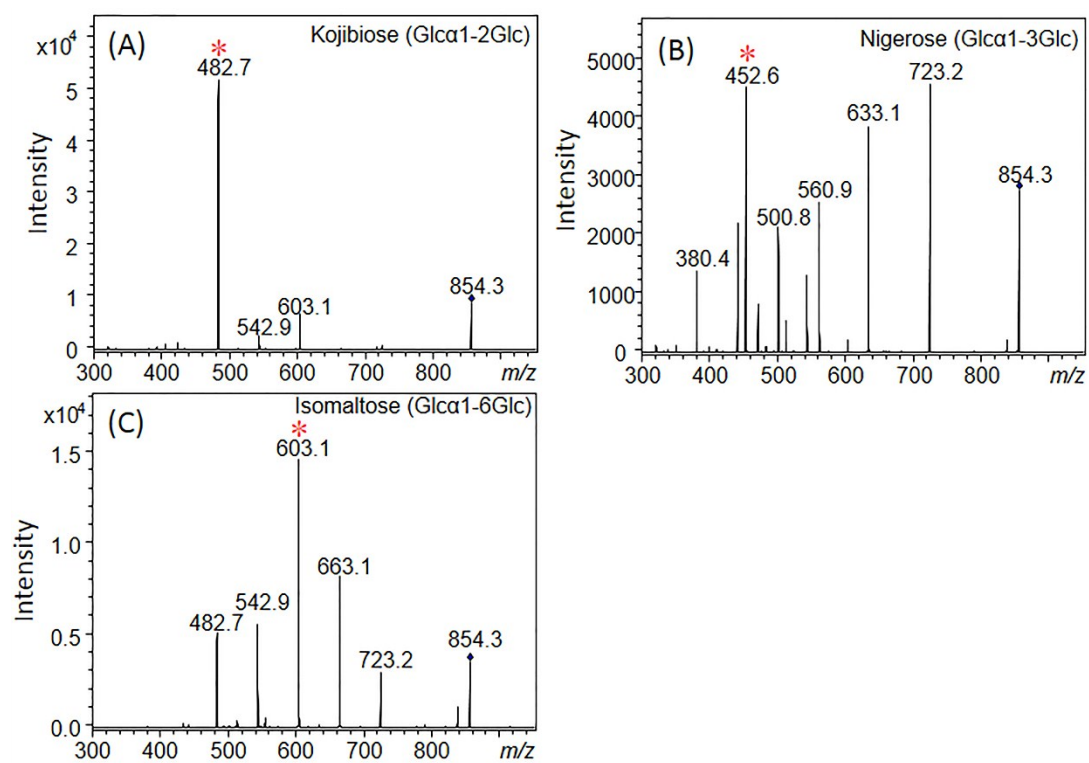 (A)
Kojibiose (Glcα1-2Glc)
x10⁴
*
482.7
5
4
3
2
1
0
Intensity
542.9
603.1
854.3
300 400 500 600 700 800 m/z
(B)
Nigerose (Glcα1-3Glc)
5000
4000
3000
2000
1000
0
Intensity
*
452.6
723.2
633.1
854.3
560.9
500.8
380.4
300 400 500 600 700 800 m/z
(C)
Isomaltose (Glcα1-6Glc)
x10⁴
*
603.1
1.5
1.0
0.5
0.0
Intensity
663.1
542.9
482.7
854.3
723.2
300 400 500 600 700 800 m/z